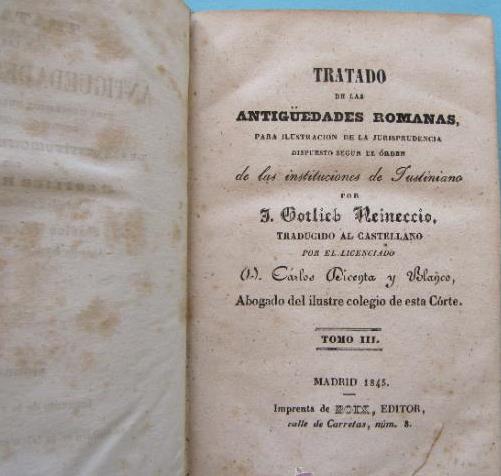 TRATADO
DE LAS
ANTIGÜEDADES ROMANAS,
PARA ILUSTRACION DE LA JURISPRUDENCIA
DISPUESTO SEGUN EL ÓRDEN
de las instituciones de Justiniano
POR
J. Gotlieb Heineccio,
TRADUCIDO AL CASTELLANO
POR EL LICENCIADO
D. Cárlos Dicenta y Blanco,
Abogado del ilustre colegio de esta Córte.
TOMO III.
MADRID 1845.
Imprenta de BOIX, EDITOR,
calle de Carretas, núm. 8.